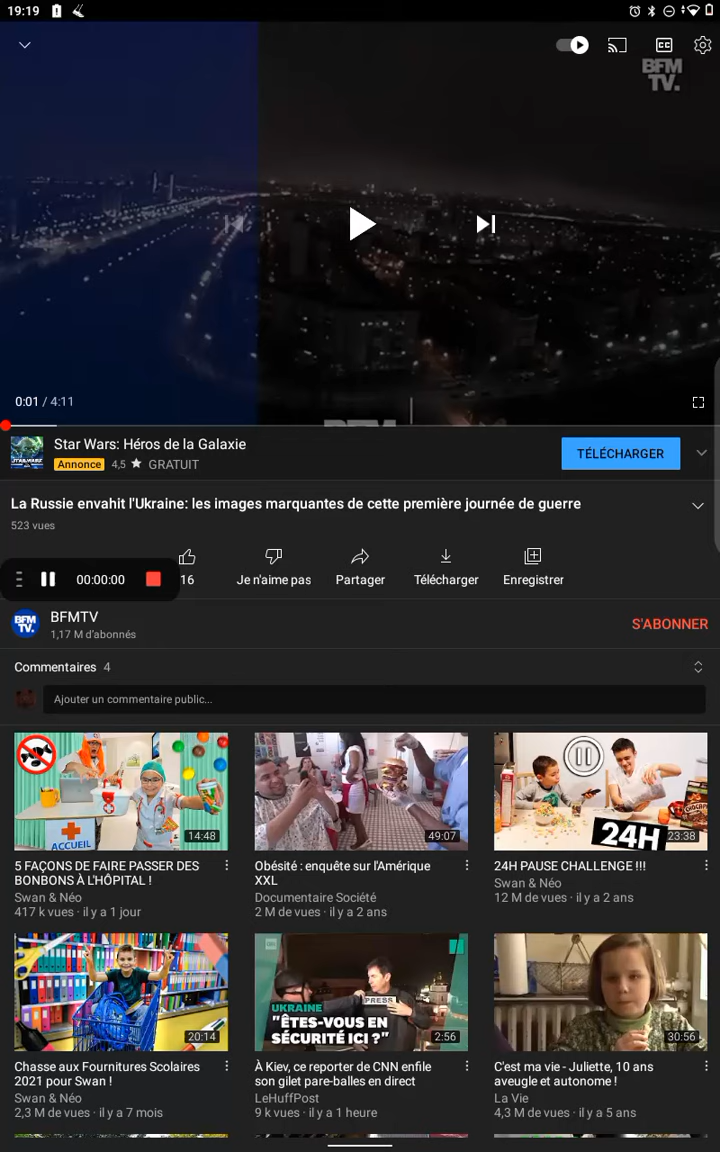 19:19
BFM
TV.
0:01 / 4:11
Star Wars: Héros de la Galaxie
Annonce 4,5 ★ GRATUIT
TÉLÉCHARGER
La Russie envahit l'Ukraine: les images marquantes de cette première journée de guerre
523 vues
00:00:00
16
Je n'aime pas
Partager
Télécharger
Enregistrer
BFM
TV.
BFMTV
1,17 M d'abonnés
S'ABONNER
Commentaires 4
Ajouter un commentaire public...
ACCUEIL
14:48
5 FAÇONS DE FAIRE PASSER DES
BONBONS À L'HÔPITAL !
Swan & Néo
417 k vues · il y a 1 jour
49:07
Obésité : enquête sur l'Amérique
XXL
Documentaire Société
2 M de vues · il y a 2 ans
24H
23:38
24H PAUSE CHALLENGE !!!
Swan & Néo
12 M de vues · il y a 2 ans
20:14
Chasse aux Fournitures Scolaires
2021 pour Swan !
Swan & Néo
2,3 M de vues · il y a 7 mois
PRESS
UKRAINE
"ÊTES-VOUS EN
SÉCURITÉ ICI ?"
2:56
À Kiev, ce reporter de CNN enfile
son gilet pare-balles en direct
LeHuffPost
9 k vues · il y a 1 heure
30:56
C'est ma vie - Juliette, 10 ans
aveugle et autonome !
La Vie
4,3 M de vues · il y a 5 ans